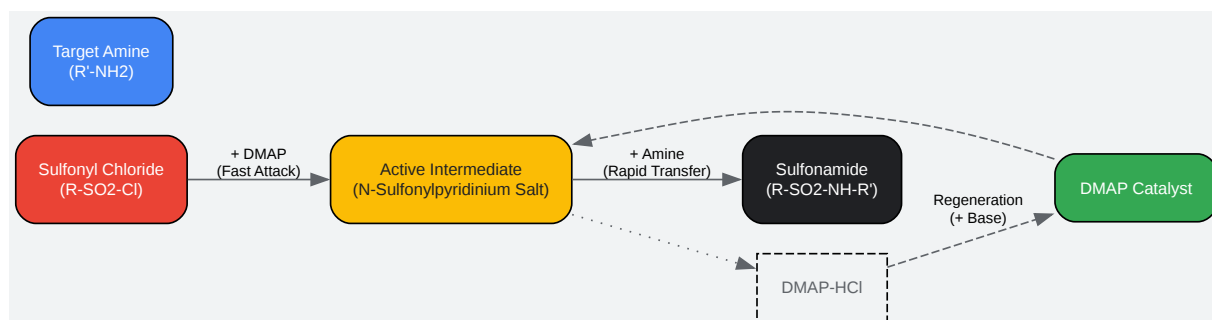 Target Amine
(R'-NH2)
Sulfonyl Chloride
(R-SO2-Cl)
+ DMAP
(Fast Attack)
Active Intermediate
(N-Sulfonylpyridinium Salt)
+ Amine
(Rapid Transfer)
Sulfonamide
(R-SO2-NH-R')
DMAP-HCl
Regeneration
(+ Base)
DMAP Catalyst